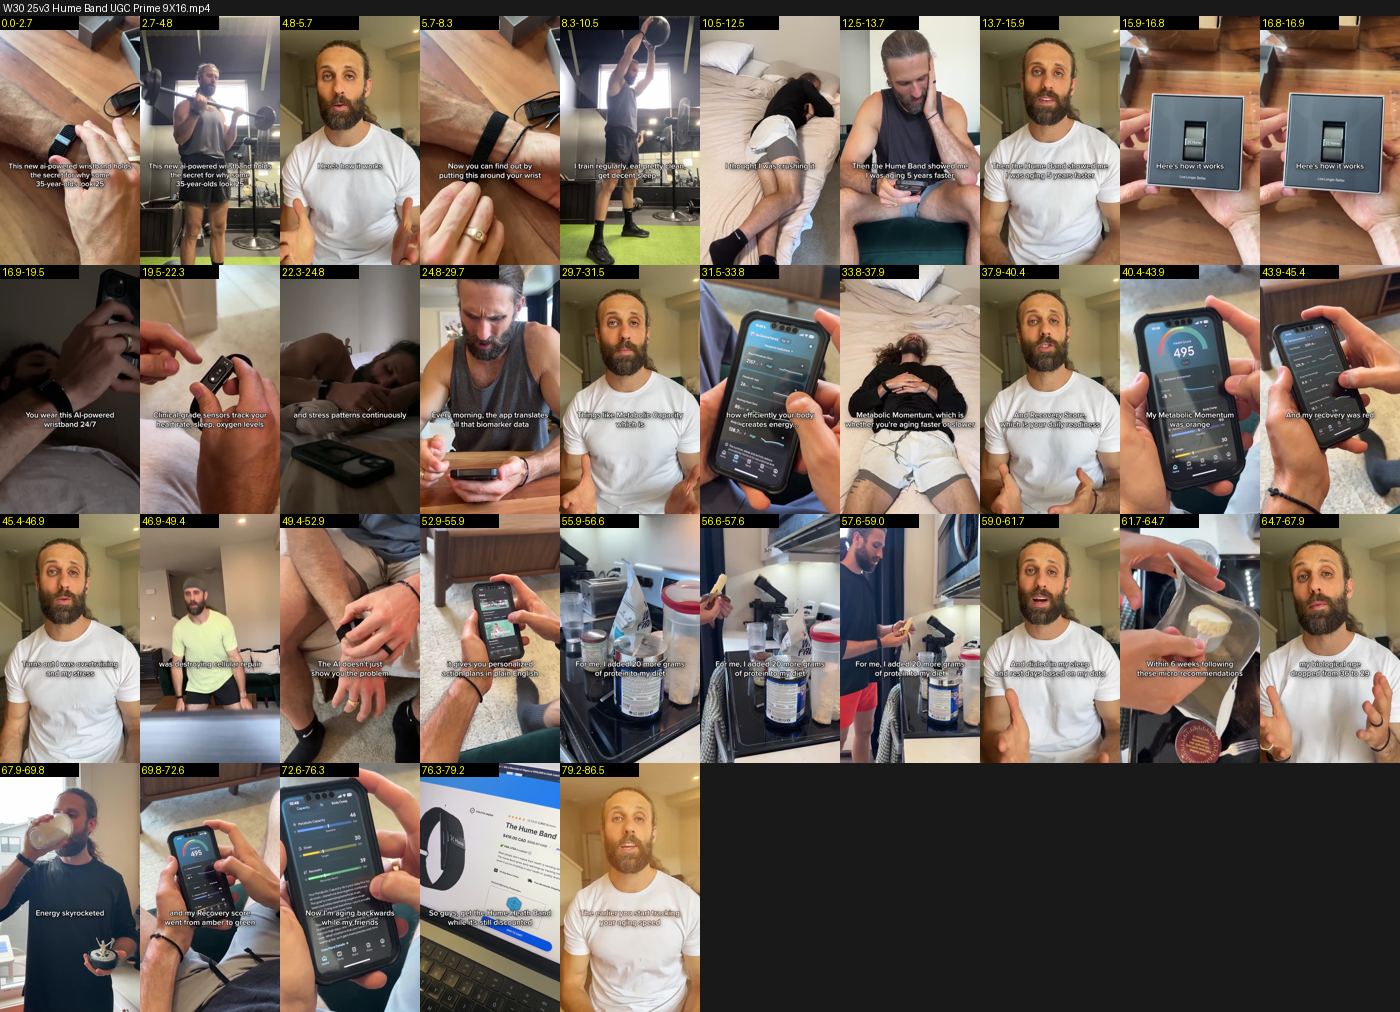 W30 25v3 Hume Band UGC Prime 9X16.mp4
0.0-2.7
This new ai-powered wristband holds
the secret for why some
35-year-olds look 25
2.7-4.8
This new ai-powered wristband holds
the secret for why some
35-year-olds look 25
4.8-5.7
Here's how it works
5.7-8.3
Now you can find out by
putting this around your wrist
8.3-10.5
I train regularly, eat pretty clean,
get decent sleep
10.5-12.5
I thought I was crushing it
12.5-13.7
Then the Hume Band showed me
I was aging 5 years faster
13.7-15.9
Then the Hume Band showed me
I was aging 5 years faster
15.9-16.8
Here's how it works
Live Longer Better
16.8-16.9
Here's how it works
Live Longer Better
16.9-19.5
You wear this AI-powered
wristband 24/7
19.5-22.3
Clinical-grade sensors track your
heart rate, sleep, oxygen levels
22.3-24.8
and stress patterns continuously
24.8-29.7
Every morning, the app translates
all that biomarker data
29.7-31.5
Things like Metabolic Capacity
which is
31.5-33.8
how efficiently your body
creates energy...
33.8-37.9
Metabolic Momentum, which is
whether you're aging faster or slower
37.9-40.4
And Recovery Score,
which is your daily readiness
40.4-43.9
495
My Metabolic Momentum
was orange
43.9-45.4
And my recovery was red
45.4-46.9
Turns out I was overtraining
and my stress
46.9-49.4
was destroying cellular repair
49.4-52.9
The AI doesn't just
show you the problem
52.9-55.9
it gives you personalized
action plans in plain English
55.9-56.6
For me, I added 20 more grams
of protein to my diet
56.6-57.6
For me, I added 20 more grams
of protein to my diet
57.6-59.0
For me, I added 20 more grams
of protein to my diet
59.0-61.7
And dialed in my sleep
and rest days based on my data
61.7-64.7
Within 6 weeks following
these micro recommendations
64.7-67.9
my biological age
dropped from 36 to 29
67.9-69.8
Energy skyrocketed
69.8-72.6
495
and my Recovery score
went from amber to green
72.6-76.3
Metabolic Capacity
46
30
Recovery
39
Now I'm aging backwards
while my friends
76.3-79.2
The Hume Band
So guys, get the Hume Health Band
while it's still discounted
79.2-86.5
The earlier you start tracking
your aging speed